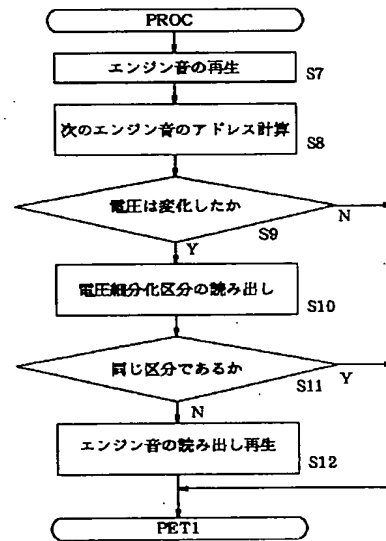 PROC
エンジン音の再生
S7
次のエンジン音のアドレス計算
S8
電圧は変化したか
N
S9
Y
電圧細分化区分の読み出し
S10
同じ区分であるか
Y
S11
N
エンジン音の読み出し再生
S12
PET1